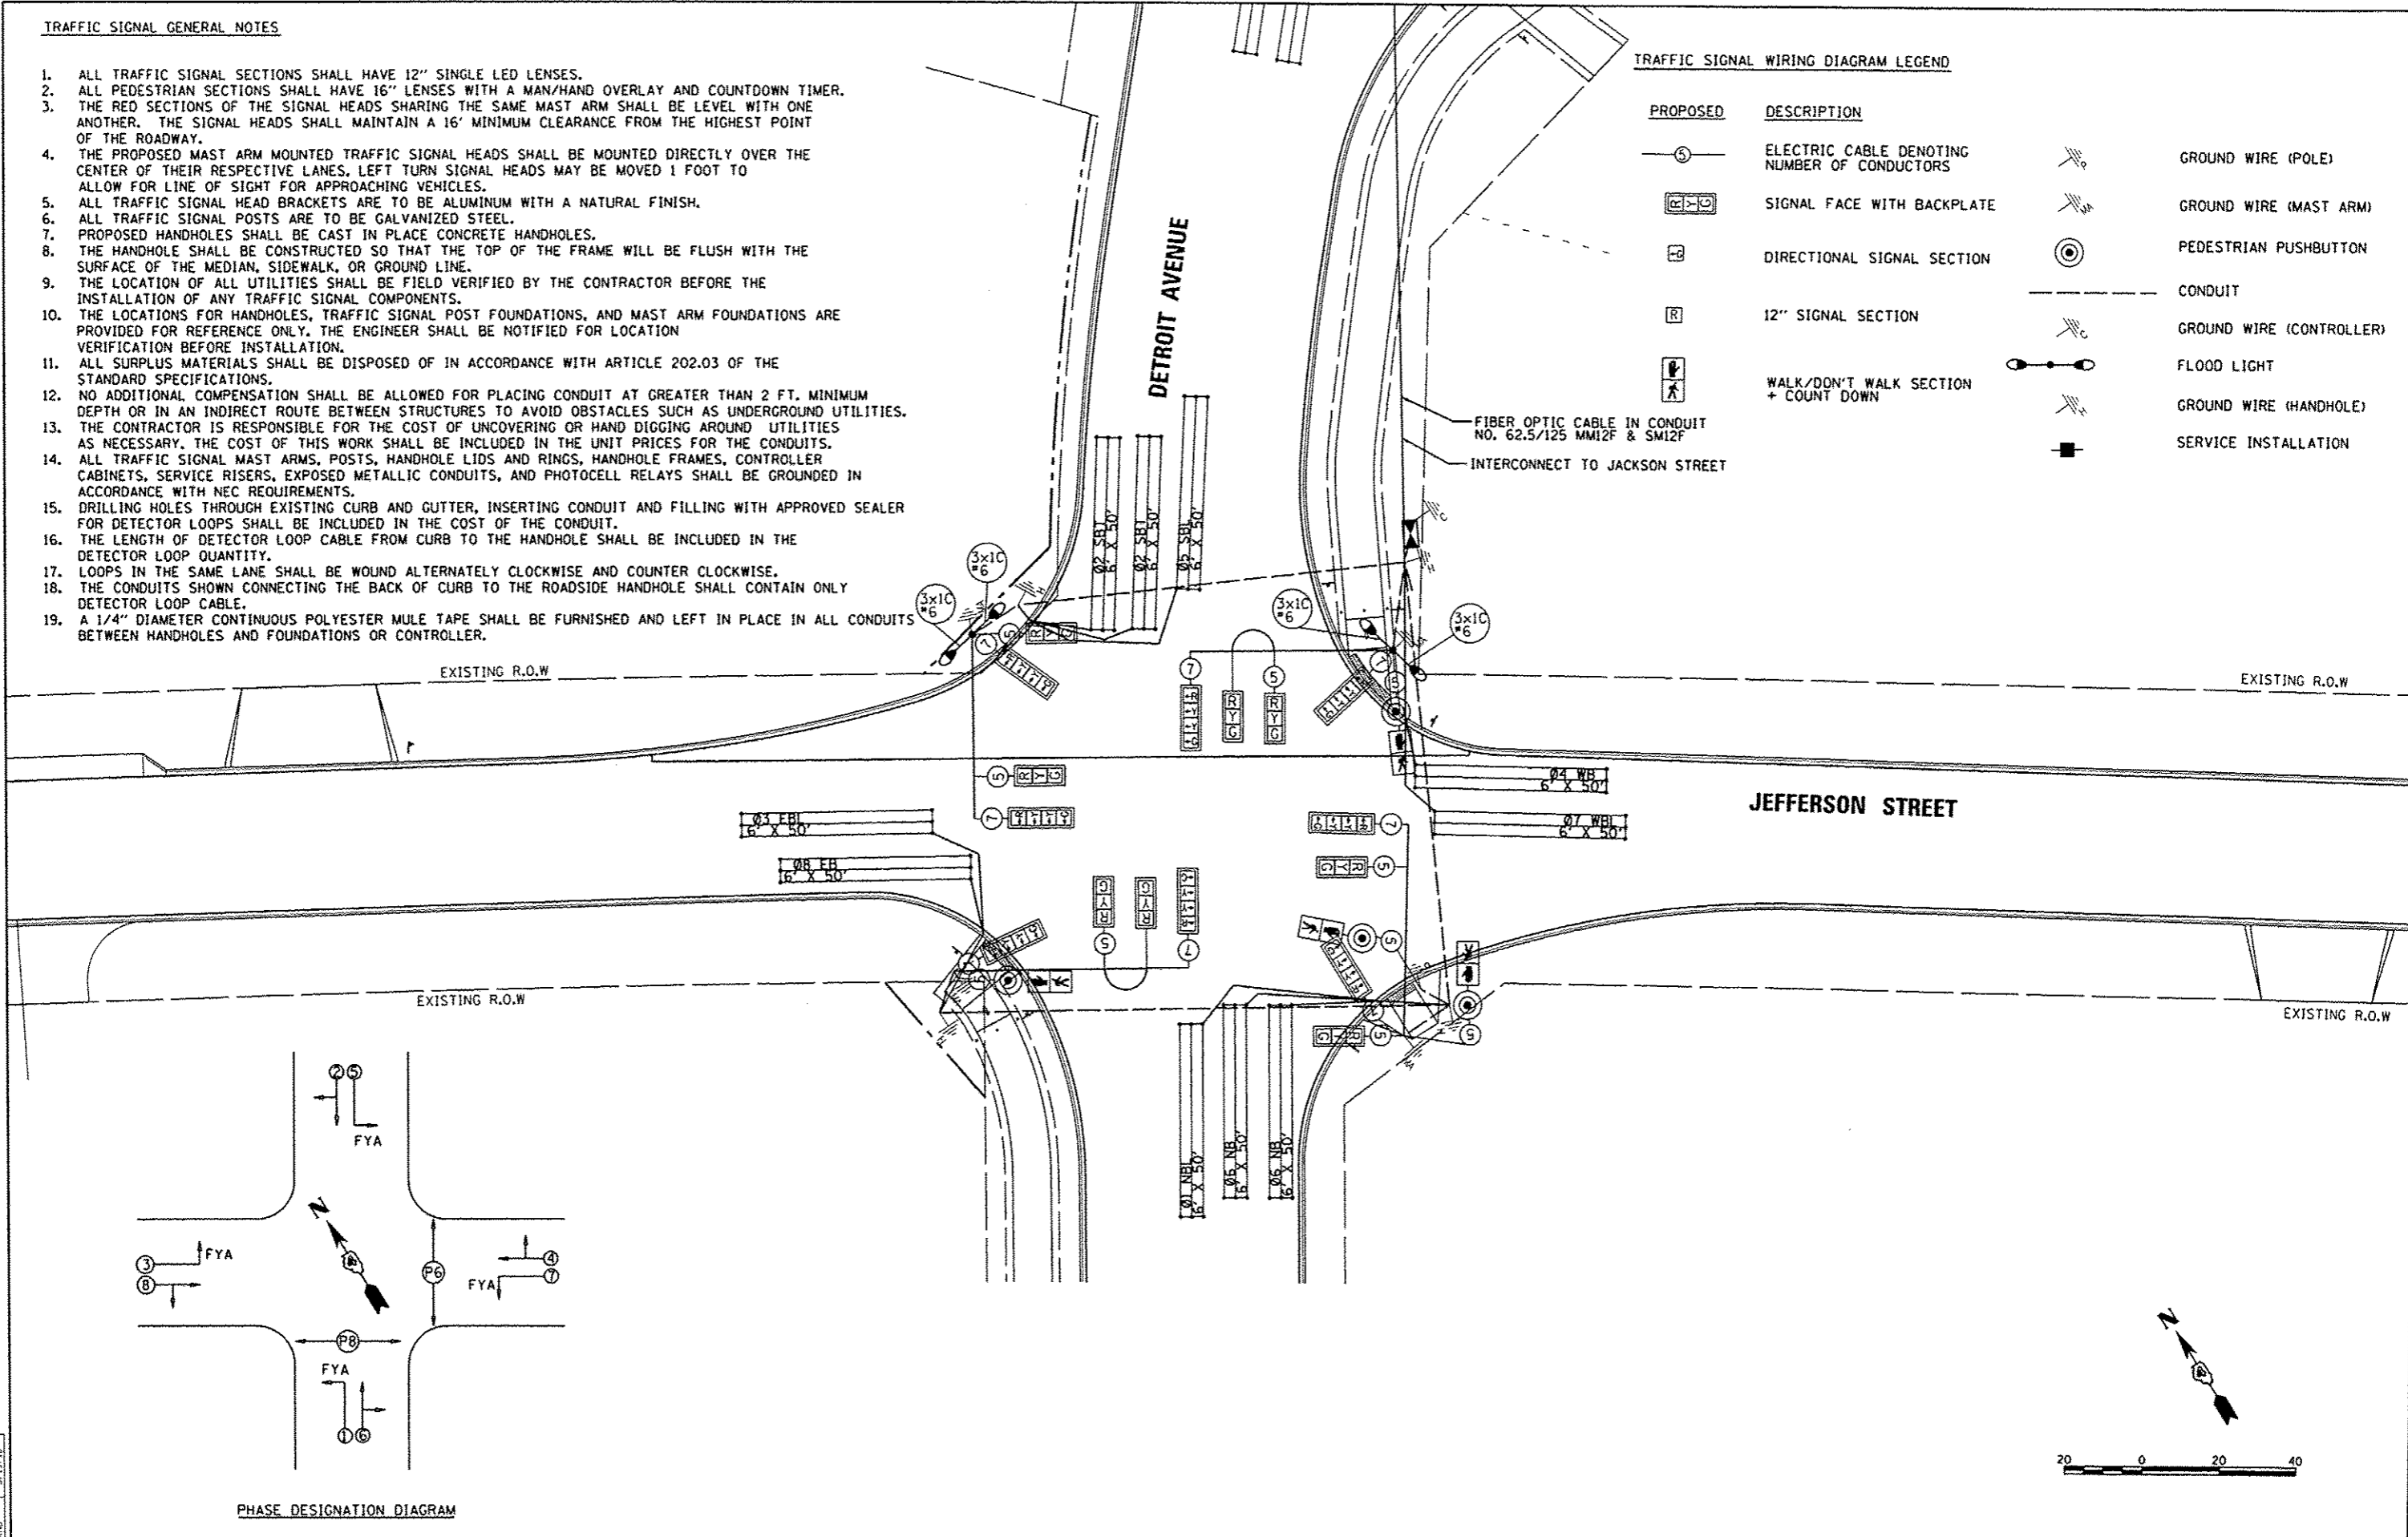 TRAFFIC SIGNAL GENERAL NOTES
1. ALL TRAFFIC SIGNAL SECTIONS SHALL HAVE 12" SINGLE LED LENSES.
2. ALL PEDESTRIAN SECTIONS SHALL HAVE 16" LENSES WITH A MAN/HAND OVERLAY AND COUNTDOWN TIMER.
3. THE RED SECTIONS OF THE SIGNAL HEADS SHARING THE SAME MAST ARM SHALL BE LEVEL WITH ONE
ANOTHER. THE SIGNAL HEADS SHALL MAINTAIN A 16' MINIMUM CLEARANCE FROM THE HIGHEST POINT
OF THE ROADWAY.
4. THE PROPOSED MAST ARM MOUNTED TRAFFIC SIGNAL HEADS SHALL BE MOUNTED DIRECTLY OVER THE
CENTER OF THEIR RESPECTIVE LANES. LEFT TURN SIGNAL HEADS MAY BE MOVED 1 FOOT TO
ALLOW FOR LINE OF SIGHT FOR APPROACHING VEHICLES.
5. ALL TRAFFIC SIGNAL HEAD BRACKETS ARE TO BE ALUMINUM WITH A NATURAL FINISH.
6. ALL TRAFFIC SIGNAL POSTS ARE TO BE GALVANIZED STEEL.
7. PROPOSED HANDHOLES SHALL BE CAST IN PLACE CONCRETE HANDHOLES.
8. THE HANDHOLE SHALL BE CONSTRUCTED SO THAT THE TOP OF THE FRAME WILL BE FLUSH WITH THE
SURFACE OF THE MEDIAN, SIDEWALK, OR GROUND LINE.
9. THE LOCATION OF ALL UTILITIES SHALL BE FIELD VERIFIED BY THE CONTRACTOR BEFORE THE
INSTALLATION OF ANY TRAFFIC SIGNAL COMPONENTS.
10. THE LOCATIONS FOR HANDHOLES, TRAFFIC SIGNAL POST FOUNDATIONS, AND MAST ARM FOUNDATIONS ARE
PROVIDED FOR REFERENCE ONLY. THE ENGINEER SHALL BE NOTIFIED FOR LOCATION
VERIFICATION BEFORE INSTALLATION.
11. ALL SURPLUS MATERIALS SHALL BE DISPOSED OF IN ACCORDANCE WITH ARTICLE 202.03 OF THE
STANDARD SPECIFICATIONS.
12. NO ADDITIONAL COMPENSATION SHALL BE ALLOWED FOR PLACING CONDUIT AT GREATER THAN 2 FT. MINIMUM
DEPTH OR IN AN INDIRECT ROUTE BETWEEN STRUCTURES TO AVOID OBSTACLES SUCH AS UNDERGROUND UTILITIES.
13. THE CONTRACTOR IS RESPONSIBLE FOR THE COST OF UNCOVERING OR HAND DIGGING AROUND UTILITIES
AS NECESSARY. THE COST OF THIS WORK SHALL BE INCLUDED IN THE UNIT PRICES FOR THE CONDUITS.
14. ALL TRAFFIC SIGNAL MAST ARMS, POSTS, HANDHOLE LIDS AND RINGS, HANDHOLE FRAMES, CONTROLLER
CABINETS, SERVICE RISERS, EXPOSED METALLIC CONDUITS, AND PHOTOCELL RELAYS SHALL BE GROUNDED IN
ACCORDANCE WITH NEC REQUIREMENTS.
15. DRILLING HOLES THROUGH EXISTING CURB AND GUTTER, INSERTING CONDUIT AND FILLING WITH APPROVED SEALER
FOR DETECTOR LOOPS SHALL BE INCLUDED IN THE COST OF THE CONDUIT.
16. THE LENGTH OF DETECTOR LOOP CABLE FROM CURB TO THE HANDHOLE SHALL BE INCLUDED IN THE
DETECTOR LOOP QUANTITY.
17. LOOPS IN THE SAME LANE SHALL BE WOUND ALTERNATELY CLOCKWISE AND COUNTER CLOCKWISE.
18. THE CONDUITS SHOWN CONNECTING THE BACK OF CURB TO THE ROADSIDE HANDHOLE SHALL CONTAIN ONLY
DETECTOR LOOP CABLE.
19. A 1/4" DIAMETER CONTINUOUS POLYESTER MULE TAPE SHALL BE FURNISHED AND LEFT IN PLACE IN ALL CONDUITS
BETWEEN HANDHOLES AND FOUNDATIONS OR CONTROLLER.
TRAFFIC SIGNAL WIRING DIAGRAM LEGEND
PROPOSED DESCRIPTION
5 ELECTRIC CABLE DENOTING
NUMBER OF CONDUCTORS
R Y G SIGNAL FACE WITH BACKPLATE
DIRECTIONAL SIGNAL SECTION
R 12" SIGNAL SECTION
WALK/DON'T WALK SECTION
+ COUNT DOWN
P GROUND WIRE (POLE)
MA GROUND WIRE (MAST ARM)
PEDESTRIAN PUSHBUTTON
CONDUIT
C GROUND WIRE (CONTROLLER)
FLOOD LIGHT
H GROUND WIRE (HANDHOLE)
SERVICE INSTALLATION
FIBER OPTIC CABLE IN CONDUIT
NO. 62.5/125 MM12F & SM12F
INTERCONNECT TO JACKSON STREET
DETROIT AVENUE
Ø2 SBT
6' X 50'
Ø2 SBT
6' X 50'
Ø5 SBL
6' X 50'
3x1C
#6
3x1C
#6
3x1C
#6
3x1C
#6
EXISTING R.O.W
EXISTING R.O.W
JEFFERSON STREET
Ø4 WB
6' X 50'
Ø7 WBL
6' X 50'
Ø3 EBL
6' X 50'
Ø8 EB
6' X 50'
EXISTING R.O.W
EXISTING R.O.W
Ø1 NBL
6' X 50'
Ø6 NB
6' X 50'
Ø6 NB
6' X 50'
2 5
FYA
3 FYA
8
4
FYA 7
P6
P8
FYA
1 6
N
PHASE DESIGNATION DIAGRAM
N
20 0 20 40